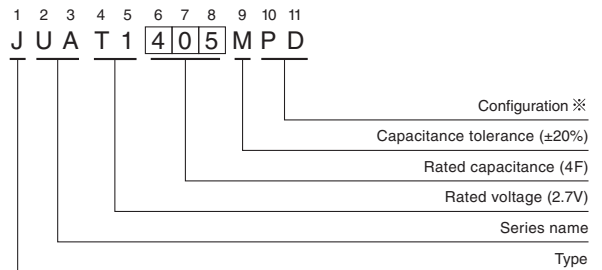 1 2 3 4 5 6 7 8 9 10 11
J U A T 1 4 0 5 M P D
Configuration ※
Capacitance tolerance (±20%)
Rated capacitance (4F)
Rated voltage (2.7V)
Series name
Type